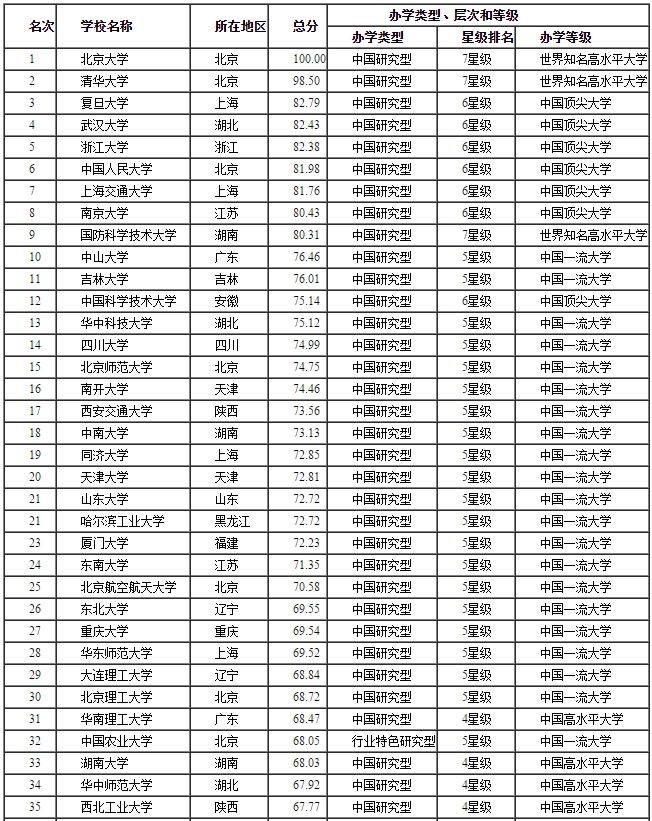 名次 学校名称 所在地区 总分 办学类型、层次和等级
办学类型 星级排名 办学等级
1 北京大学 北京 100.00 中国研究型 7星级 世界知名高水平大学
2 清华大学 北京 98.50 中国研究型 7星级 世界知名高水平大学
3 复旦大学 上海 82.79 中国研究型 6星级 中国顶尖大学
4 武汉大学 湖北 82.43 中国研究型 6星级 中国顶尖大学
5 浙江大学 浙江 82.38 中国研究型 6星级 中国顶尖大学
6 中国人民大学 北京 81.98 中国研究型 6星级 中国顶尖大学
7 上海交通大学 上海 81.76 中国研究型 6星级 中国顶尖大学
8 南京大学 江苏 80.43 中国研究型 6星级 中国顶尖大学
9 国防科学技术大学 湖南 80.31 中国研究型 7星级 世界知名高水平大学
10 中山大学 广东 76.46 中国研究型 5星级 中国一流大学
11 吉林大学 吉林 76.01 中国研究型 5星级 中国一流大学
12 中国科学技术大学 安徽 75.14 中国研究型 6星级 中国顶尖大学
13 华中科技大学 湖北 75.12 中国研究型 5星级 中国一流大学
14 四川大学 四川 74.99 中国研究型 5星级 中国一流大学
15 北京师范大学 北京 74.75 中国研究型 5星级 中国一流大学
16 南开大学 天津 74.46 中国研究型 5星级 中国一流大学
17 西安交通大学 陕西 73.56 中国研究型 5星级 中国一流大学
18 中南大学 湖南 73.13 中国研究型 5星级 中国一流大学
19 同济大学 上海 72.85 中国研究型 5星级 中国一流大学
20 天津大学 天津 72.81 中国研究型 5星级 中国一流大学
21 山东大学 山东 72.72 中国研究型 5星级 中国一流大学
21 哈尔滨工业大学 黑龙江 72.72 中国研究型 5星级 中国一流大学
23 厦门大学 福建 72.23 中国研究型 5星级 中国一流大学
24 东南大学 江苏 71.35 中国研究型 5星级 中国一流大学
25 北京航空航天大学 北京 70.58 中国研究型 5星级 中国一流大学
26 东北大学 辽宁 69.55 中国研究型 5星级 中国一流大学
27 重庆大学 重庆 69.54 中国研究型 5星级 中国一流大学
28 华东师范大学 上海 69.52 中国研究型 5星级 中国一流大学
29 大连理工大学 辽宁 68.84 中国研究型 5星级 中国一流大学
30 北京理工大学 北京 68.72 中国研究型 5星级 中国一流大学
31 华南理工大学 广东 68.47 中国研究型 4星级 中国高水平大学
32 中国农业大学 北京 68.05 行业特色研究型 5星级 中国一流大学
33 湖南大学 湖南 68.03 中国研究型 4星级 中国高水平大学
34 华中师范大学 湖北 67.92 中国研究型 4星级 中国高水平大学
35 西北工业大学 陕西 67.77 中国研究型 4星级 中国高水平大学